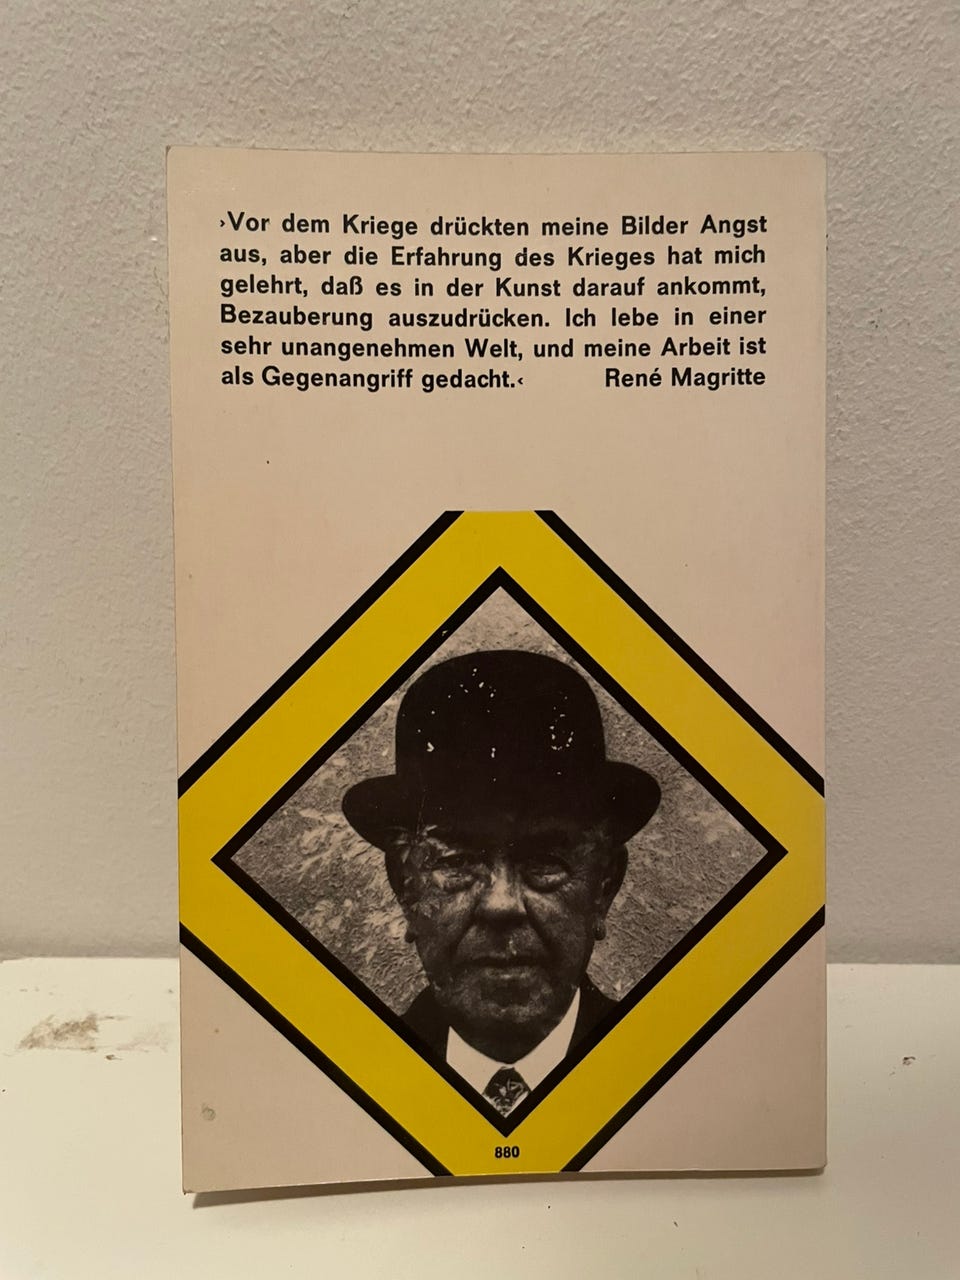 ›Vor dem Kriege drückten meine Bilder Angst
aus, aber die Erfahrung des Krieges hat mich
gelehrt, daß es in der Kunst darauf ankommt,
Bezauberung auszudrücken. Ich lebe in einer
sehr unangenehmen Welt, und meine Arbeit ist
als Gegenangriff gedacht.‹ René Magritte
880